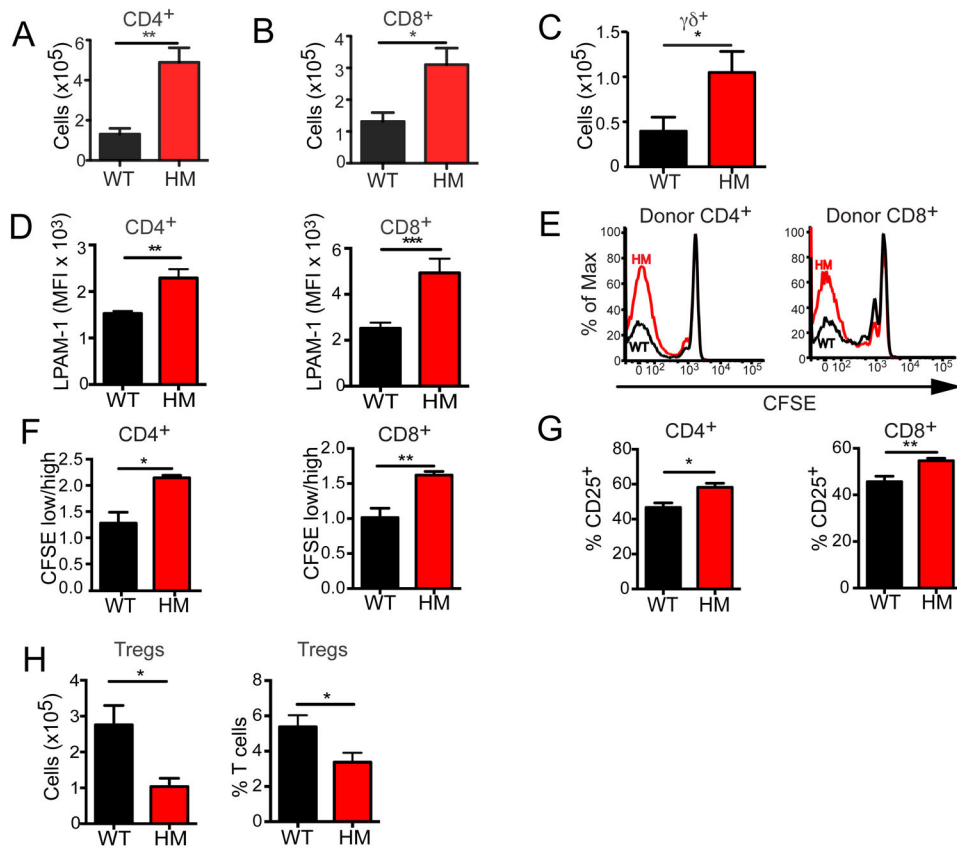 A
CD4+
**
Cells (x10^5)
6
4
2
0
WT HM
B
CD8+
*
Cells (x10^5)
4
3
2
1
0
WT HM
C
γδ+
*
Cells (x10^5)
1.5
1.0
0.5
0
WT HM
D
CD4+
**
LPAM-1 (MFI x 10^3)
3
2
1
0
WT HM
CD8+
***
LPAM-1 (MFI x 10^3)
6
4
2
0
WT HM
E
Donor CD4+
% of Max
100
80
60
40
20
0
HM
WT
0 10^2 10^3 10^4 10^5
Donor CD8+
100
80
60
40
20
0
HM
WT
0 10^2 10^3 10^4 10^5
CFSE
F
CD4+
*
CFSE low/high
2.5
2.0
1.5
1.0
0.5
0.0
WT HM
CD8+
**
CFSE low/high
2.0
1.5
1.0
0.5
0.0
WT HM
G
CD4+
*
% CD25+
80
60
40
20
0
WT HM
CD8+
**
% CD25+
60
40
20
0
WT HM
H
Tregs
*
Cells (x10^5)
4
3
2
1
0
WT HM
Tregs
*
% T cells
8
6
4
2
0
WT HM